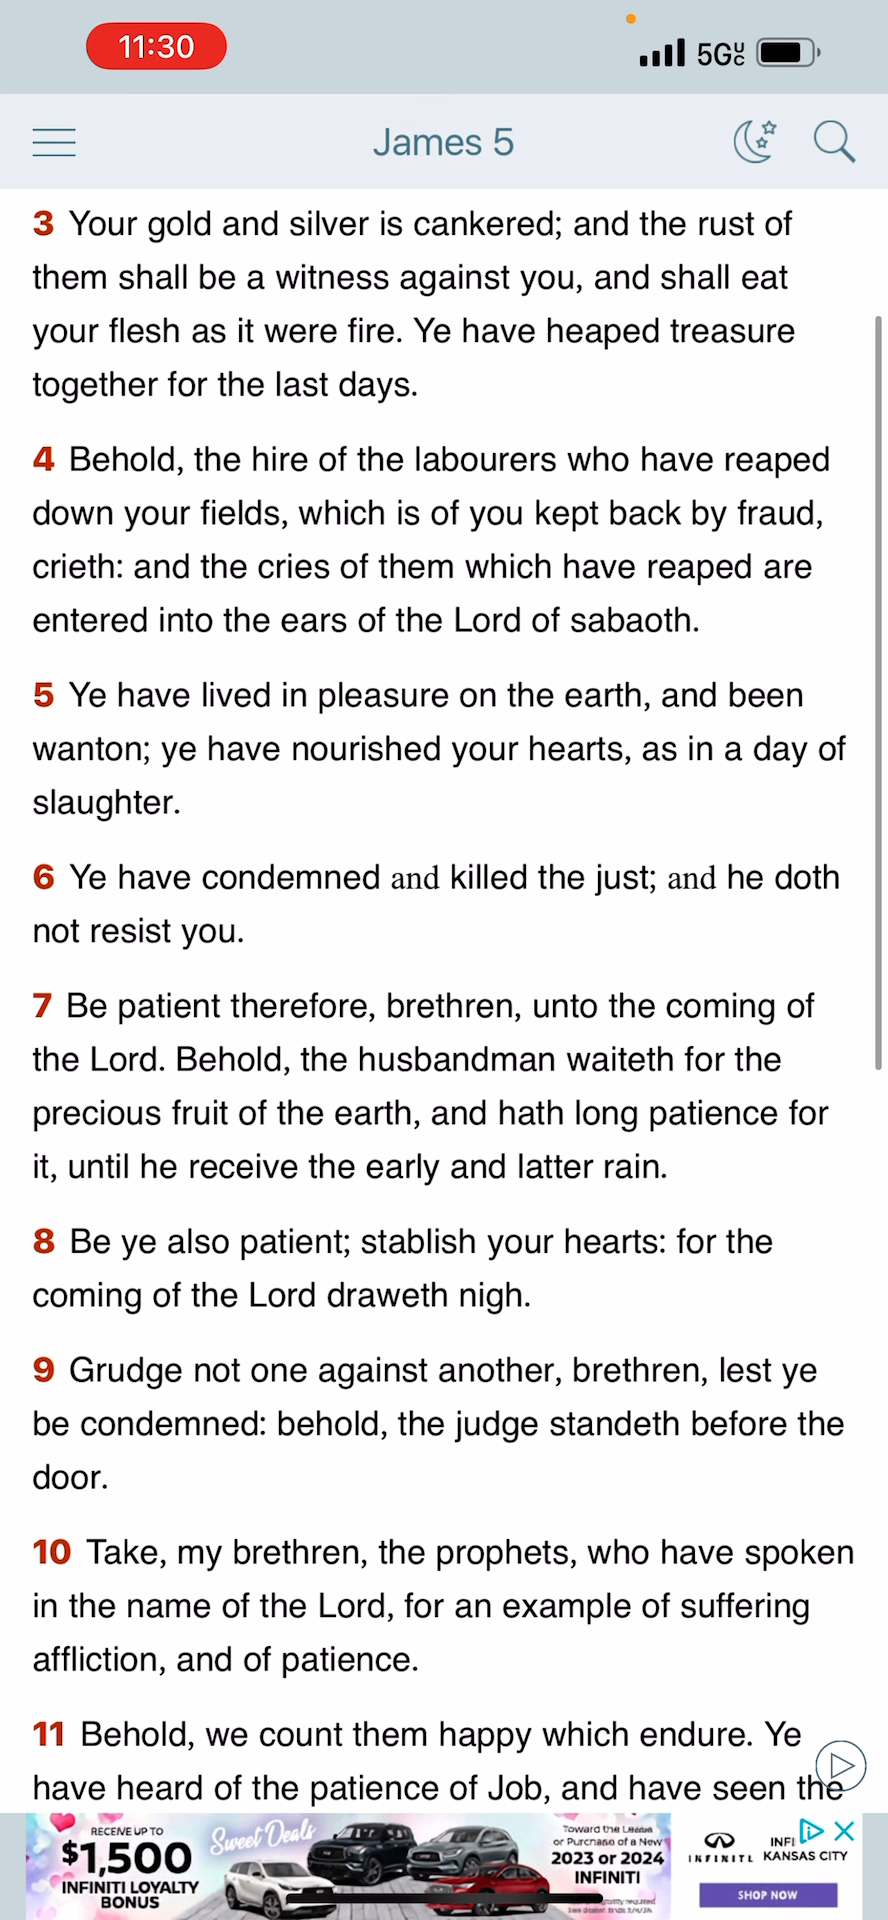 11:30
5G
James 5
3 Your gold and silver is cankered; and the rust of
them shall be a witness against you, and shall eat
your flesh as it were fire. Ye have heaped treasure
together for the last days.
4 Behold, the hire of the labourers who have reaped
down your fields, which is of you kept back by fraud,
crieth: and the cries of them which have reaped are
entered into the ears of the Lord of sabaoth.
5 Ye have lived in pleasure on the earth, and been
wanton; ye have nourished your hearts, as in a day of
slaughter.
6 Ye have condemned and killed the just; and he doth
not resist you.
7 Be patient therefore, brethren, unto the coming of
the Lord. Behold, the husbandman waiteth for the
precious fruit of the earth, and hath long patience for
it, until he receive the early and latter rain.
8 Be ye also patient; stablish your hearts: for the
coming of the Lord draweth nigh.
9 Grudge not one against another, brethren, lest ye
be condemned: behold, the judge standeth before the
door.
10 Take, my brethren, the prophets, who have spoken
in the name of the Lord, for an example of suffering
affliction, and of patience.
11 Behold, we count them happy which endure. Ye
have heard of the patience of Job, and have seen the
RECEIVE UP TO
$1,500
INFINITI LOYALTY
BONUS
Sweet Deals
Toward the Lease
or Purchase of a New
2023 or 2024
INFINITI
INFINITI
INFI
KANSAS CITY
SHOP NOW